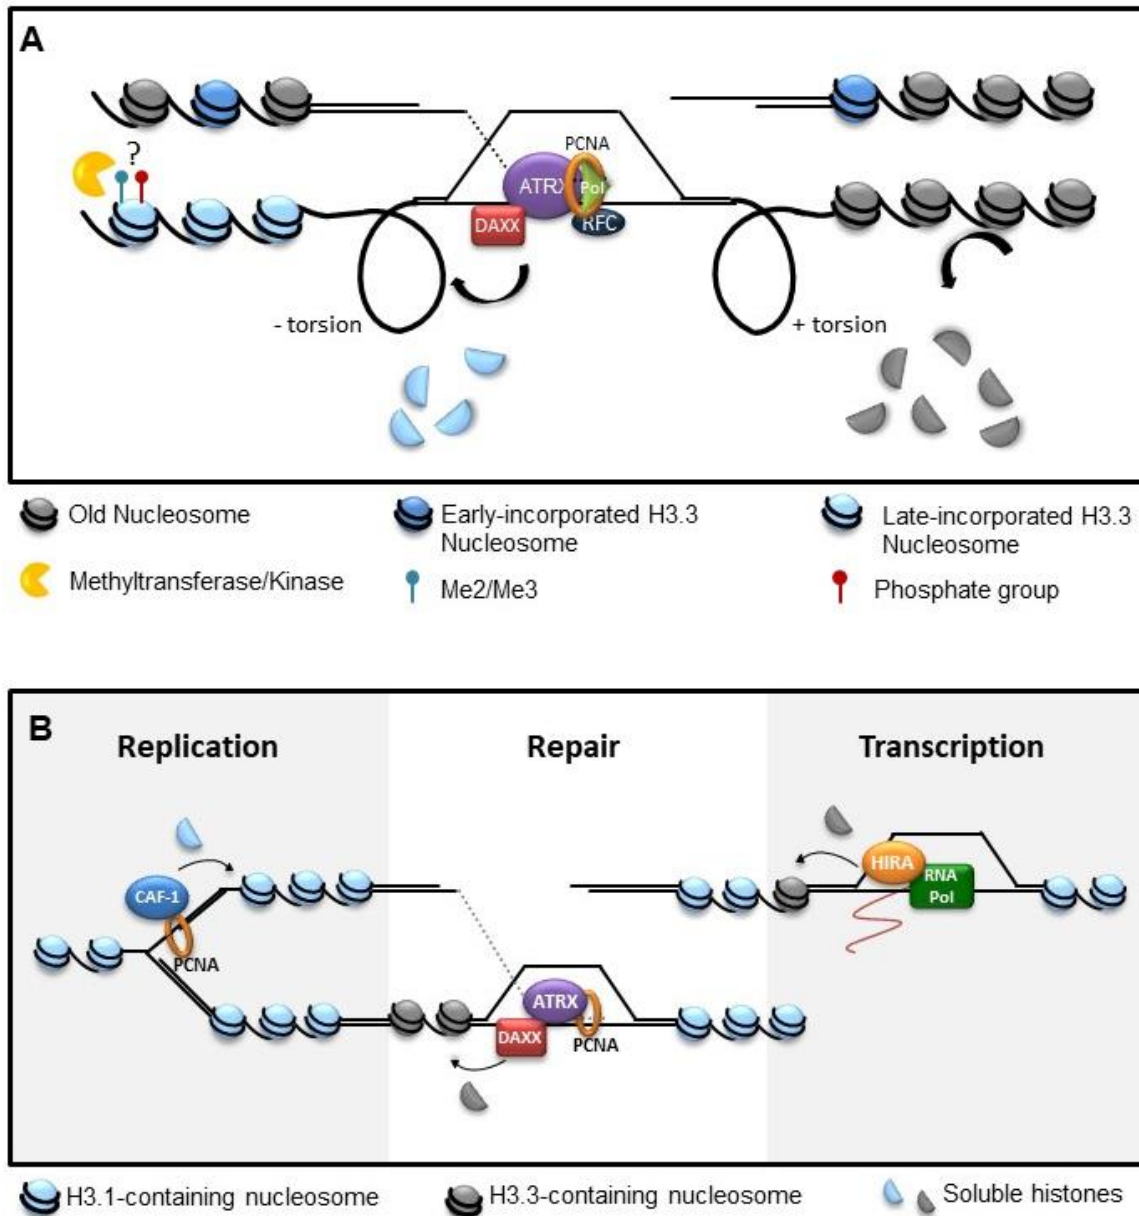 A
?
PCNA
ATRX
Pol
DAXX
RFC
- torsion
+ torsion
Old Nucleosome
Early-incorporated H3.3
Nucleosome
Late-incorporated H3.3
Nucleosome
Methyltransferase/Kinase
Me2/Me3
Phosphate group
B
Replication
Repair
Transcription
CAF-1
PCNA
HIRA
RNA
Pol
ATRX
DAXX
PCNA
H3.1-containing nucleosome
H3.3-containing nucleosome
Soluble histones